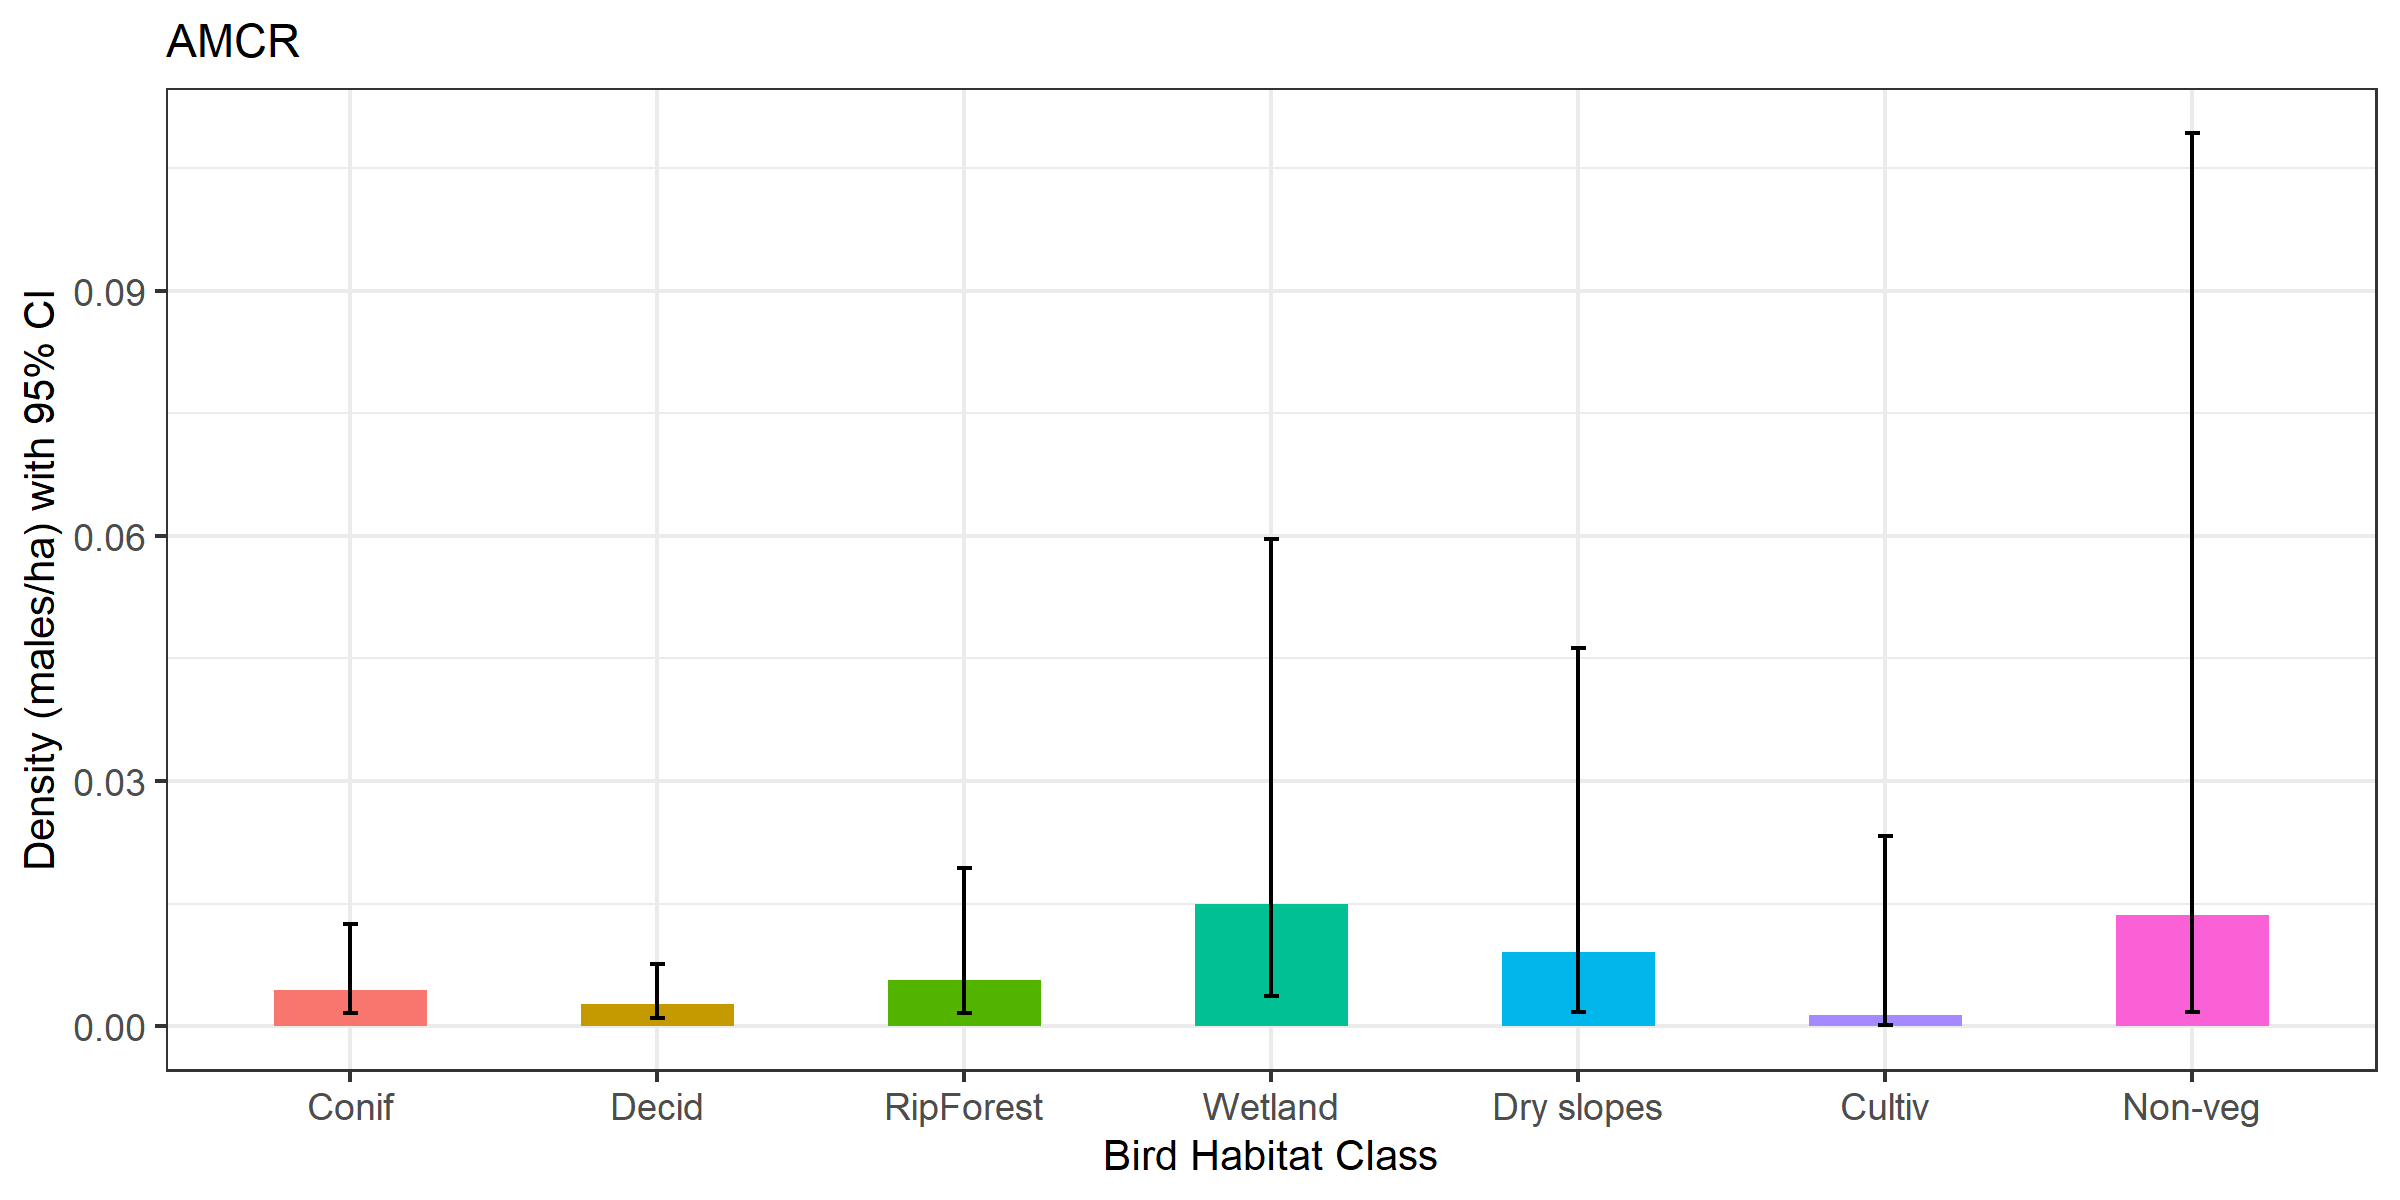 AMCR
Density (males/ha) with 95% CI
0.09
0.06
0.03
0.00
Conif Decid RipForest Wetland Dry slopes Cultiv Non-veg
Bird Habitat Class